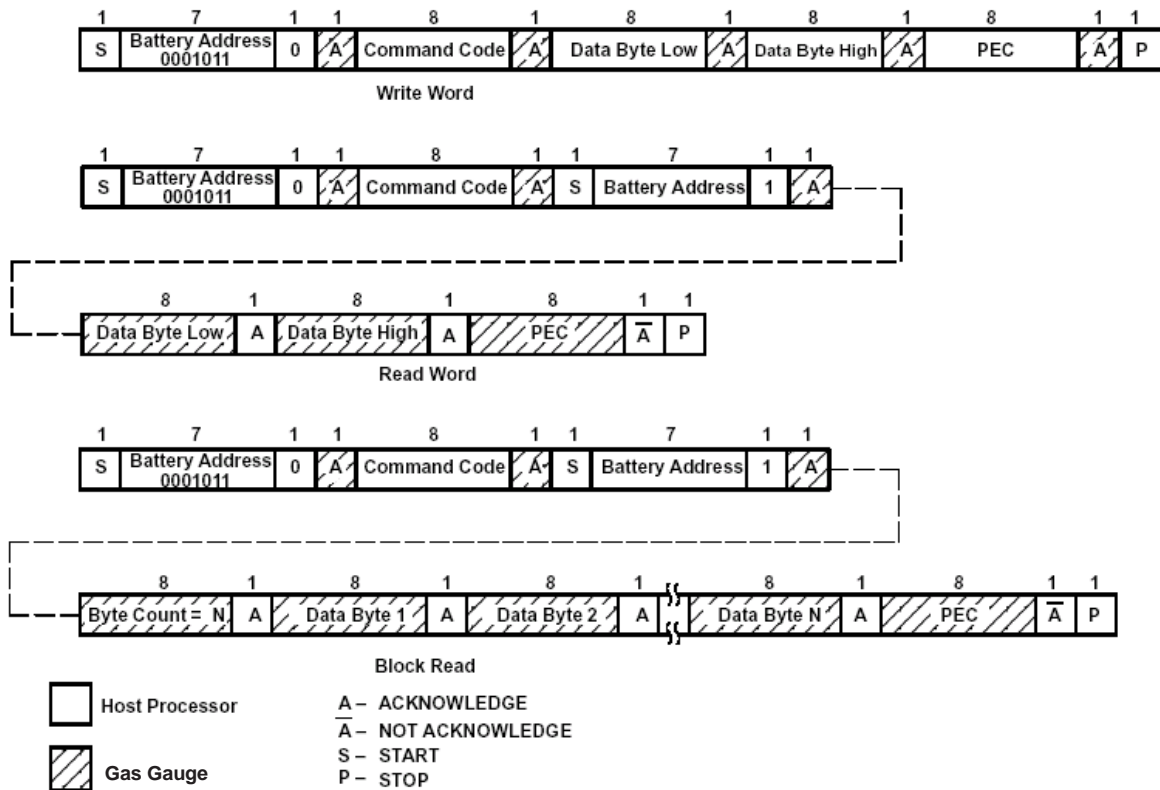 1 7 1 1 8 1 8 1 8 1 8 1 1
S Battery Address 0 A Command Code A Data Byte Low A Data Byte High A PEC A P
0001011
Write Word
1 7 1 1 8 1 1 7 1 1
S Battery Address 0 A Command Code A S Battery Address 1 A
0001011
8 1 8 1 8 1 1
Data Byte Low A Data Byte High A PEC A̅ P
Read Word
1 7 1 1 8 1 1 7 1 1
S Battery Address 0 A Command Code A S Battery Address 1 A
0001011
8 1 8 1 8 1 8 1 8 1 1
Byte Count = N A Data Byte 1 A Data Byte 2 A Data Byte N A PEC A̅ P
Block Read
Host Processor
Gas Gauge
A – ACKNOWLEDGE
A̅ – NOT ACKNOWLEDGE
S – START
P – STOP